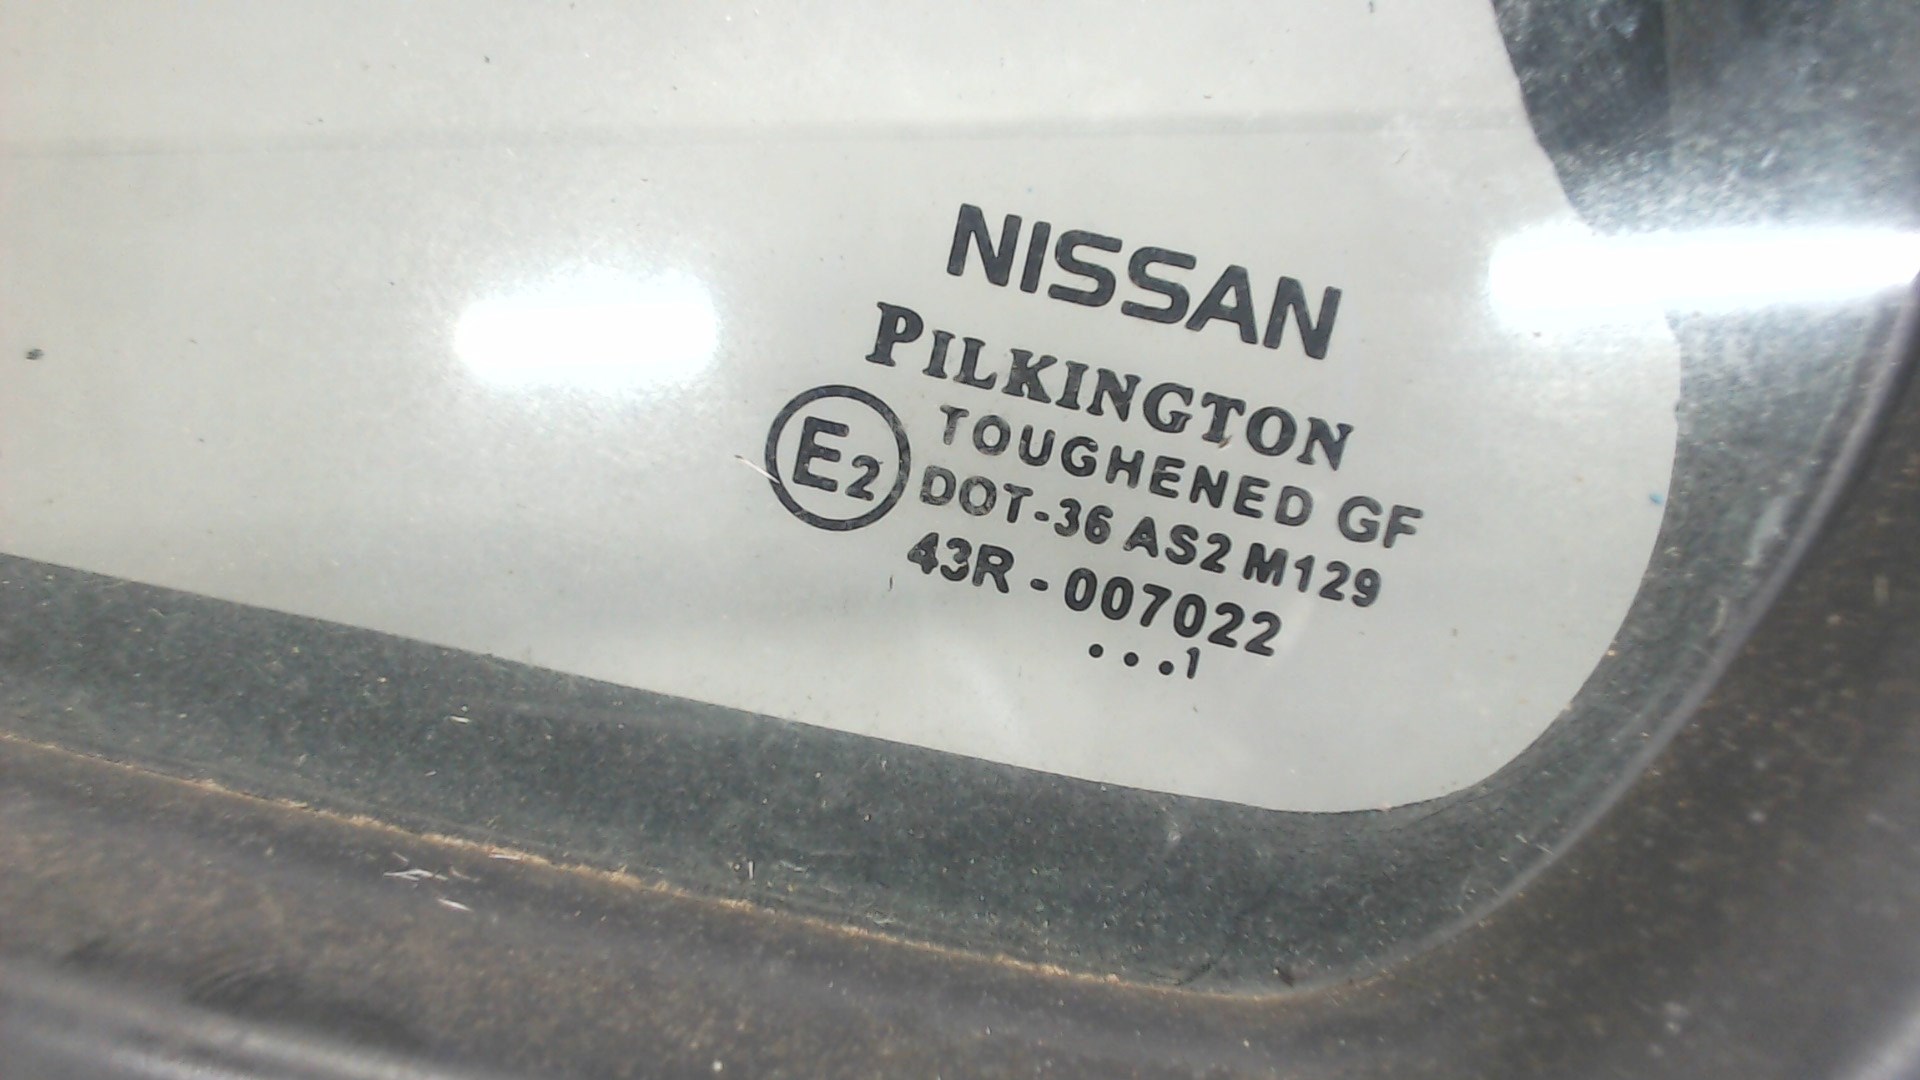 NISSAN
PILKINGTON
TOUGHENED GF
E2
DOT-36 AS2 M129
43R - 007022
...1